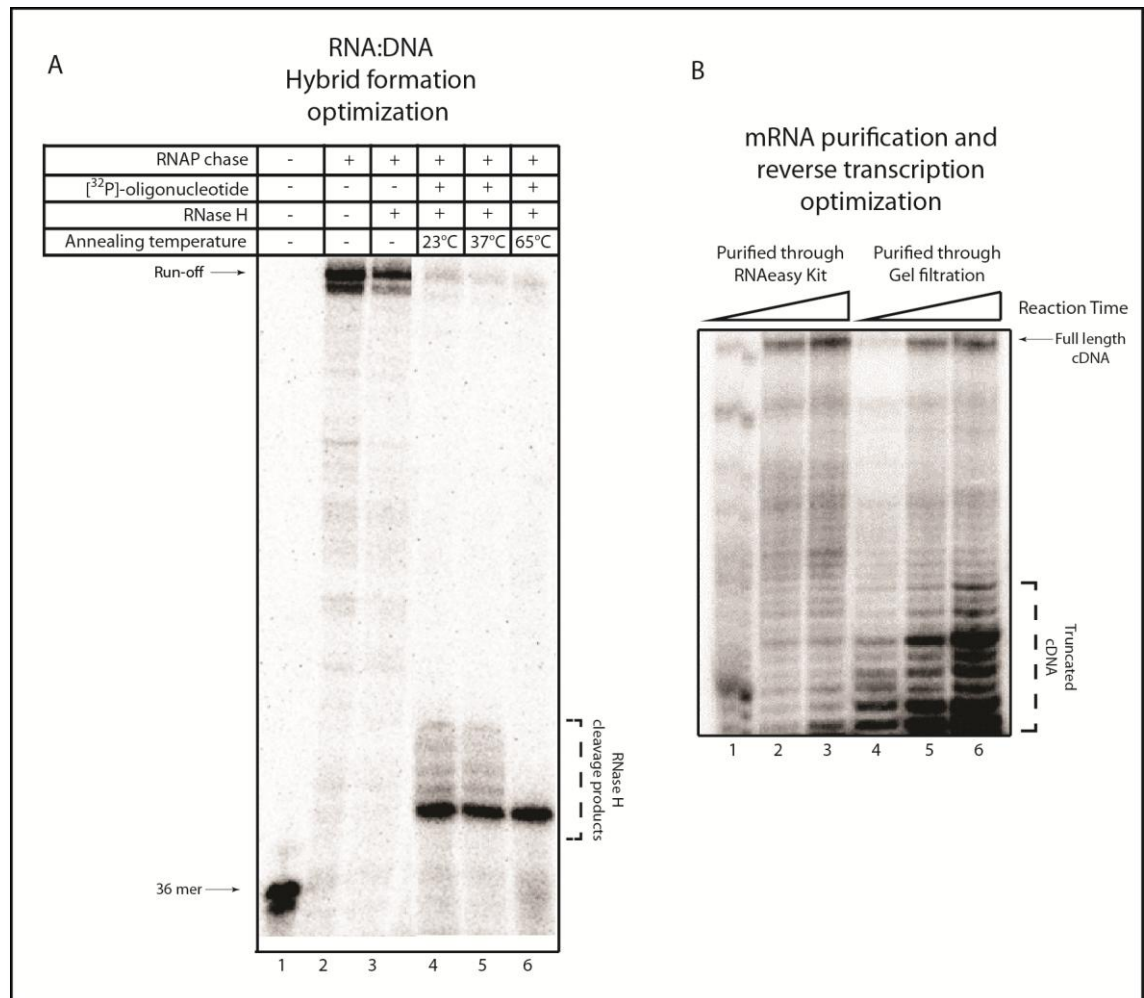 A
RNA:DNA
Hybrid formation
optimization
RNAP chase - + + + + +
[³²P]-oligonucleotide - - - + + +
RNase H - - + + + +
Annealing temperature - - - 23°C 37°C 65°C
Run-off
RNase H
cleavage products
36 mer
1 2 3 4 5 6
B
mRNA purification and
reverse transcription
optimization
Purified through
RNAeasy Kit
Purified through
Gel filtration
Reaction Time
Full length
cDNA
Truncated
cDNA
1 2 3 4 5 6